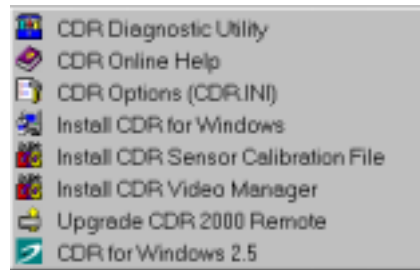 CDR Diagnostic Utility
CDR Online Help
CDR Options (CDR.INI)
Install CDR for Windows
Install CDR Sensor Calibration File
Install CDR Video Manager
Upgrade CDR 2000 Remote
CDR for Windows 2.5